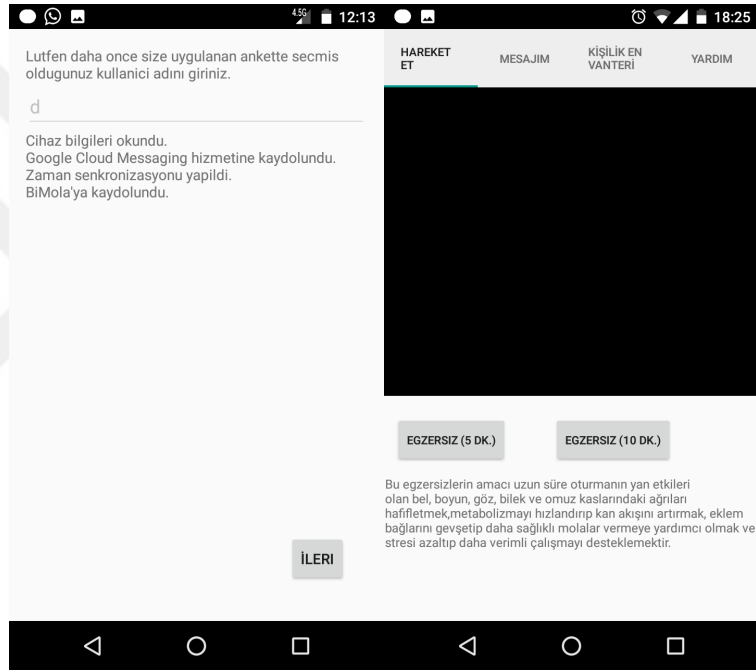 4.5G 12:13
Lutfen daha once size uygulanan ankette secmis
oldugunuz kullanici adını giriniz.
d
Cihaz bilgileri okundu.
Google Cloud Messaging hizmetine kaydolundu.
Zaman senkronizasyonu yapildi.
BiMola'ya kaydolundu.
İLERI
18:25
HAREKET
ET
MESAJIM
KİŞİLİK EN
VANTERİ
YARDIM
EGZERSIZ (5 DK.)
EGZERSIZ (10 DK.)
Bu egzersizlerin amacı uzun süre oturmanın yan etkileri
olan bel, boyun, göz, bilek ve omuz kaslarındaki ağrıları
hafifletmek,metabolizmayı hızlandırıp kan akışını artırmak, eklem
bağlarını gevşetip daha sağlıklı molalar vermeye yardımcı olmak ve
stresi azaltıp daha verimli çalışmayı desteklemektir.